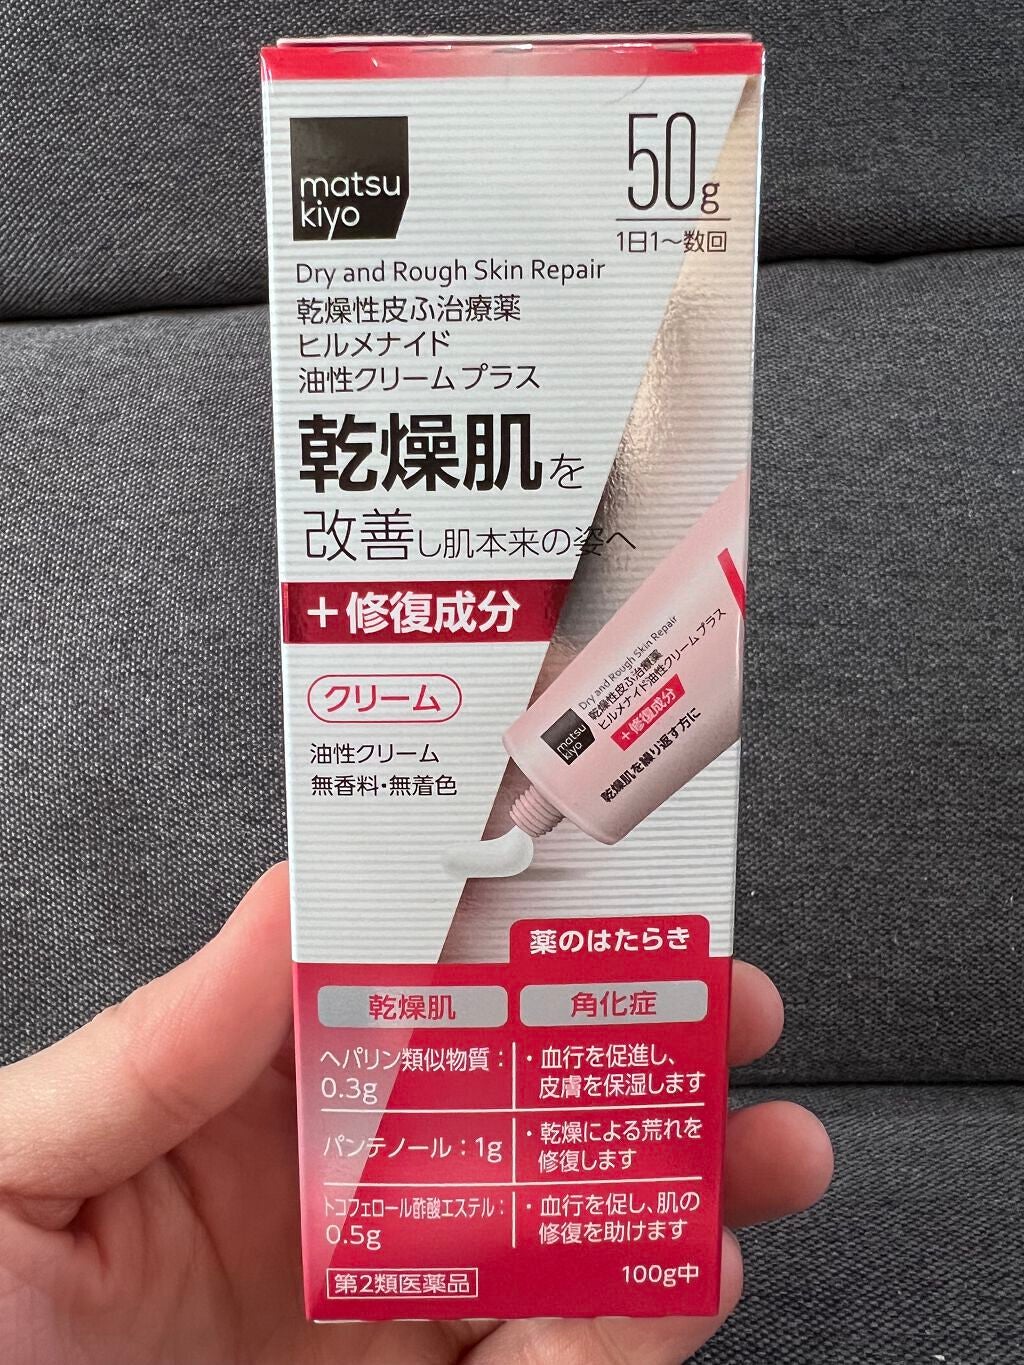 matsu
kiyo
50g
1日1〜数回
Dry and Rough Skin Repair
乾燥性皮ふ治療薬
ヒルメナイド
油性クリーム プラス
乾燥肌を
改善し肌本来の姿へ
+修復成分
クリーム
油性クリーム
無香料・無着色
matsu
kiyo
Dry and Rough Skin Repair
乾燥性皮ふ治療薬
ヒルメナイド油性クリーム プラス
+修復成分
乾燥肌を繰り返す方に
薬のはたらき
乾燥肌 角化症
ヘパリン類似物質：
0.3g
・血行を促進し、
皮膚を保湿します
パンテノール：1g
・乾燥による荒れを
修復します
トコフェロール酢酸エステル：
0.5g
・血行を促し、肌の
修復を助けます
第2類医薬品
100g中